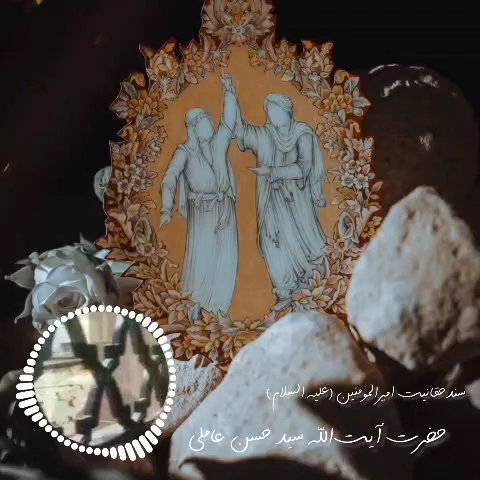 سند حقانیت امیرالمومنین (علیه السلام)
حضرت آیت الله سید حسن عاملی